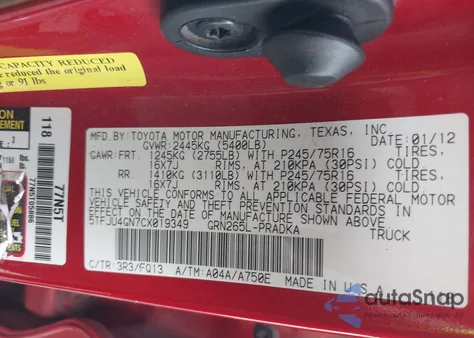 CAPACITY REDUCED
reduced the original load
or 91 lbs
118
77N5T
MFD.BY:TOYOTA MOTOR MANUFACTURING, TEXAS, INC.
GVWR:2445KG (5400LB) DATE: 01/12
GAWR:FRT. 1245KG (2755LB) WITH P245/75R16
16X7J RIMS, AT 210KPA (30PSI) COLD.
RR. 1410KG (3110LB) WITH P245/75R16
16X7J RIMS, AT 210KPA (30PSI) COLD.
THIS VEHICLE CONFORMS TO ALL APPLICABLE FEDERAL MOTOR
VEHICLE SAFETY AND THEFT PREVENTION STANDARDS IN
EFFECT ON THE DATE OF MANUFACTURE SHOWN ABOVE.
5TFJU4GN7CX019349 GRN265L-PRADKA TRUCK
C/TR:3R3/FQ13 A/TM:A04A/A750E MADE IN U.S.A.
autoSnap